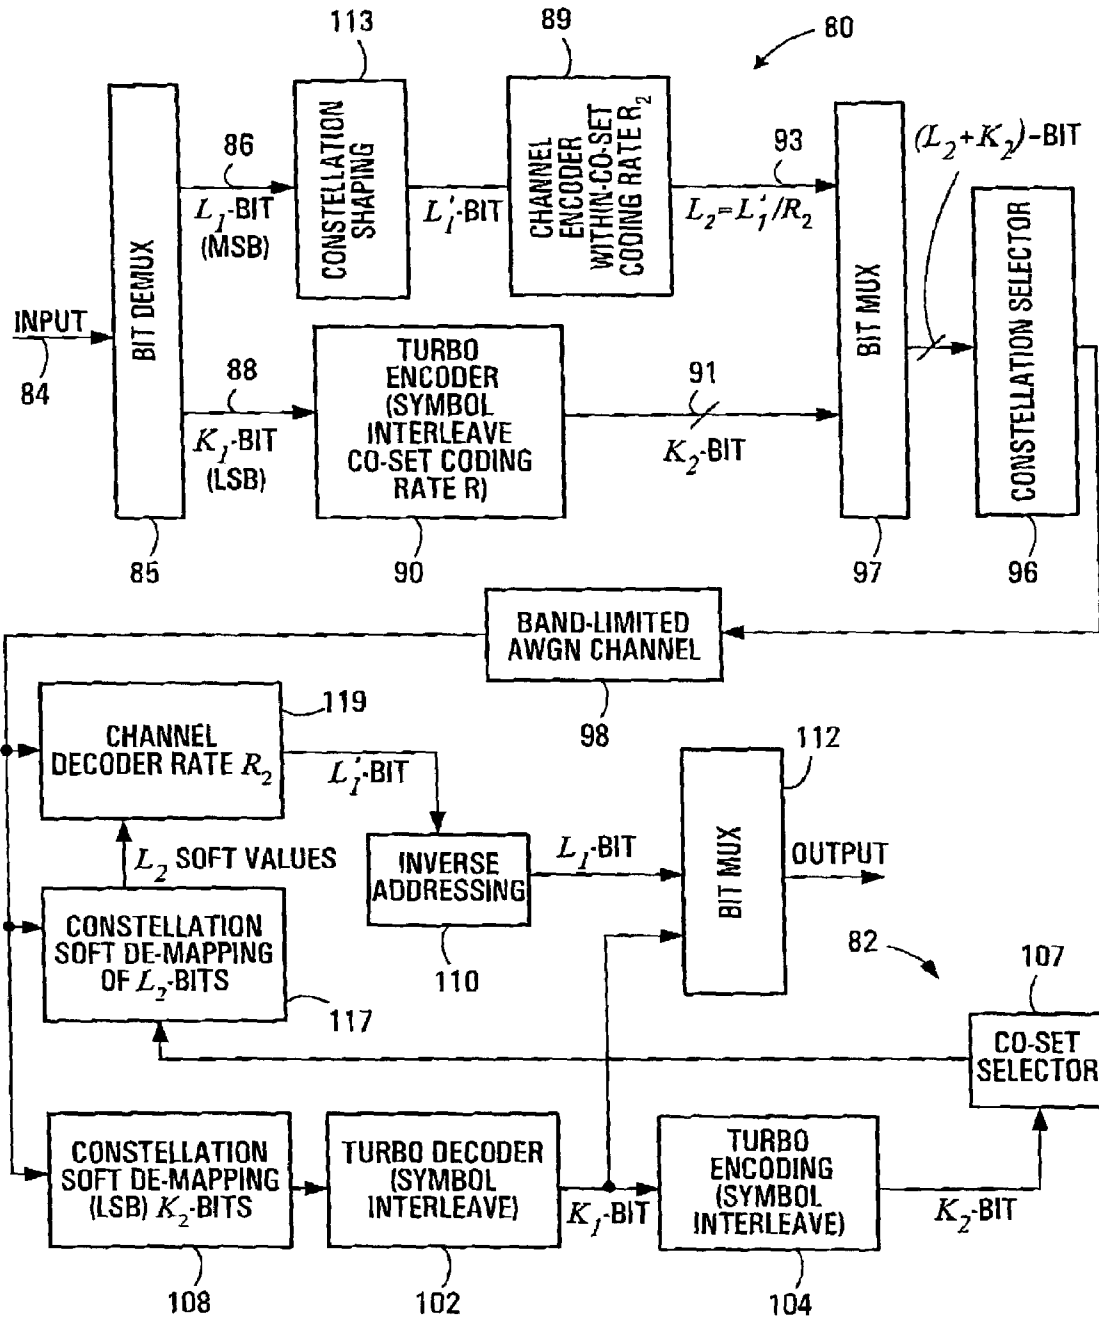 113
89
80
BIT DEMUX
86
L₁-BIT
(MSB)
CONSTELLATION
SHAPING
L₁'-BIT
CHANNEL
ENCODER
WITHIN-CO-SET
CODING RATE R₂
93
L₂=L₁'/R₂
BIT MUX
(L₂+K₂)-BIT
CONSTELLATION SELECTOR
INPUT
84
88
K₁-BIT
(LSB)
TURBO
ENCODER
(SYMBOL
INTERLEAVE
CO-SET CODING
RATE R)
91
K₂-BIT
85
90
97
96
BAND-LIMITED
AWGN CHANNEL
98
CHANNEL
DECODER RATE R₂
119
L₁'-BIT
112
L₂ SOFT VALUES
INVERSE
ADDRESSING
110
L₁-BIT
BIT MUX
OUTPUT
CONSTELLATION
SOFT DE-MAPPING
OF L₂-BITS
117
82
107
CO-SET
SELECTOR
CONSTELLATION
SOFT DE-MAPPING
(LSB) K₂-BITS
TURBO DECODER
(SYMBOL
INTERLEAVE)
K₁-BIT
TURBO
ENCODING
(SYMBOL
INTERLEAVE)
K₂-BIT
108
102
104